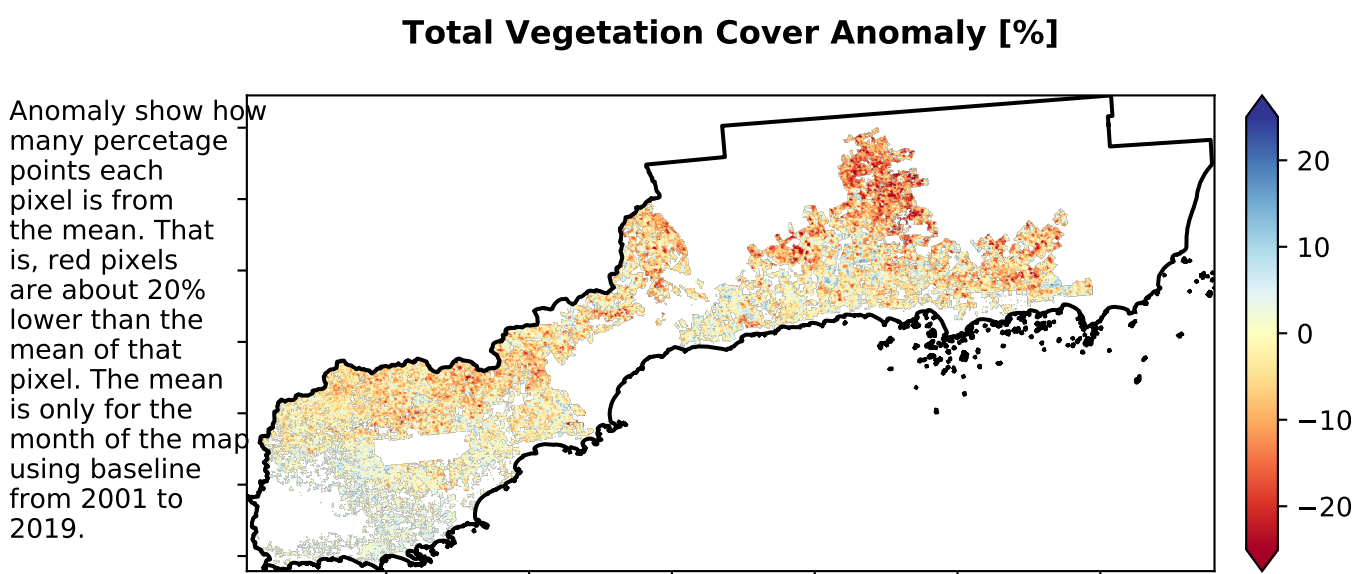 Total Vegetation Cover Anomaly [%]
Anomaly show how
many percetage
points each
pixel is from
the mean. That
is, red pixels
are about 20%
lower than the
mean of that
pixel. The mean
is only for the
month of the map
using baseline
from 2001 to
2019.
20
10
0
−10
−20